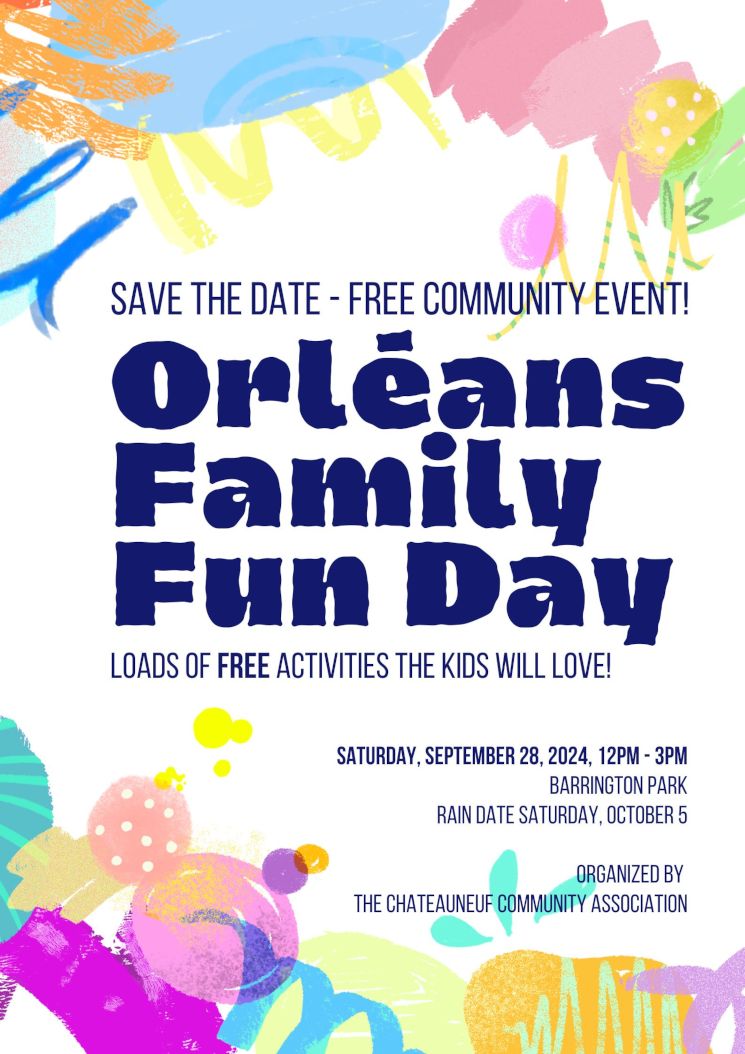 SAVE THE DATE - FREE COMMUNITY EVENT!
Orléans
Family
Fun Day
LOADS OF FREE ACTIVITIES THE KIDS WILL LOVE!
SATURDAY, SEPTEMBER 28, 2024, 12PM - 3PM
BARRINGTON PARK
RAIN DATE SATURDAY, OCTOBER 5
ORGANIZED BY
THE CHATEAUNEUF COMMUNITY ASSOCIATION